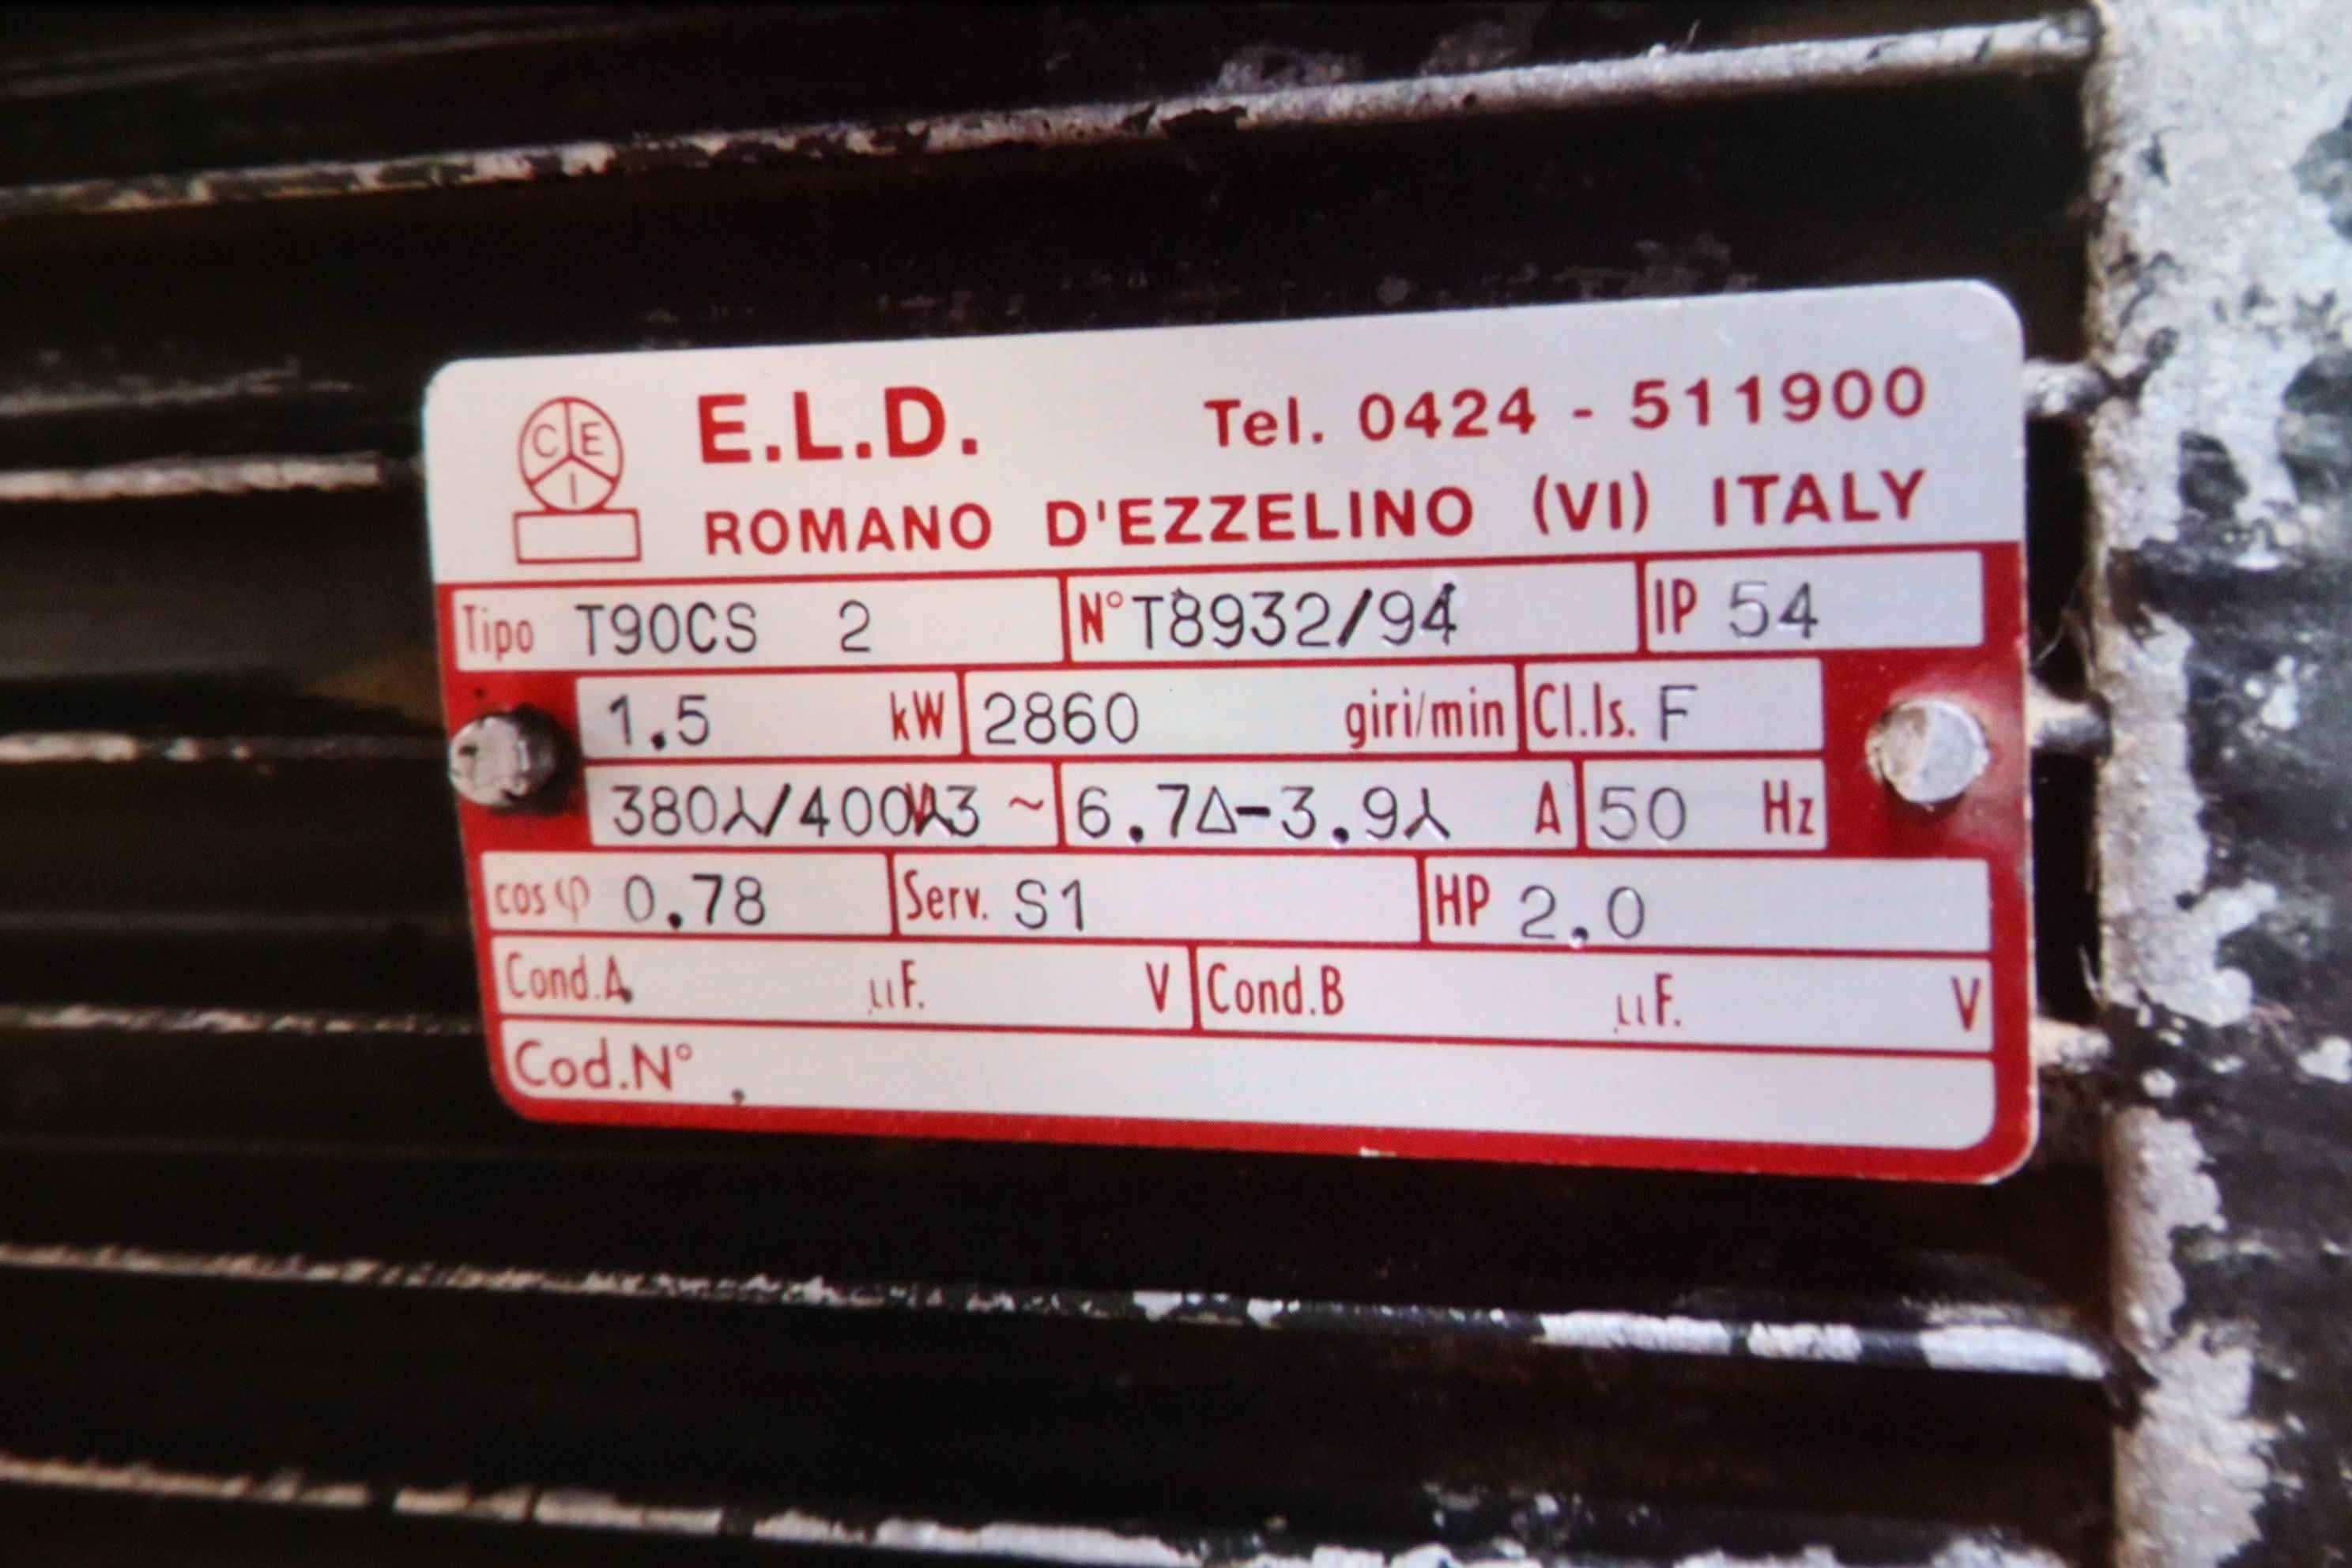 CEI E.L.D. Tel. 0424 - 511900
ROMANO D'EZZELINO (VI) ITALY
Tipo T90CS 2 N° T8932/94 IP 54
1.5 kW 2860 giri/min Cl.Is. F
380⅄/400⅄ V 3 ~ 6.7Δ-3.9⅄ A 50 Hz
cos φ 0.78 Serv. S1 HP 2.0
Cond.A µF. V Cond.B µF. V
Cod.N°